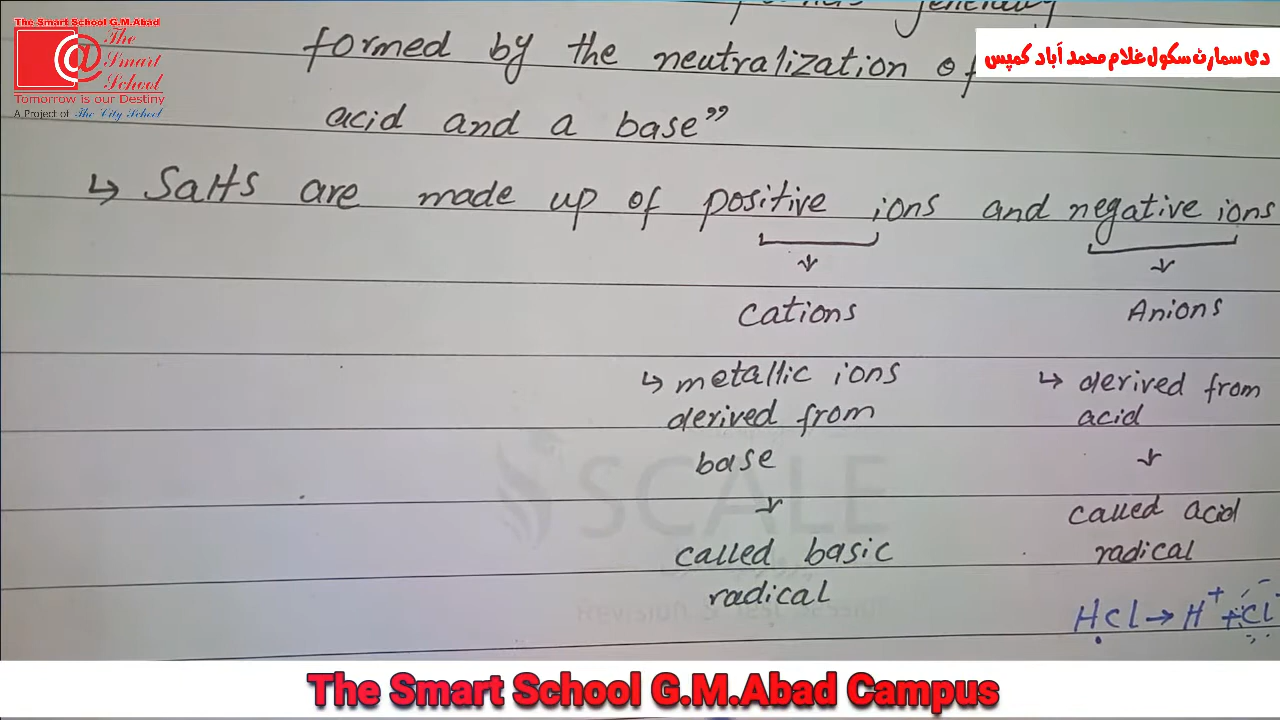 The Smart School G.M.Abad
The
Smart
School
Tomorrow is our Destiny
A Project of The City School
دی سمارٹ سکول غلام محمد آباد کمپس
formed by the neutralization of
acid and a base”
↳ Salts are made up of positive ions and negative ions
Cations
Anions
↳ metallic ions
derived from
base
called basic
radical
↳ derived from
acid
called acid
radical
HCl → H⁺ + Cl⁻
SCALE
The Smart School G.M.Abad Campus